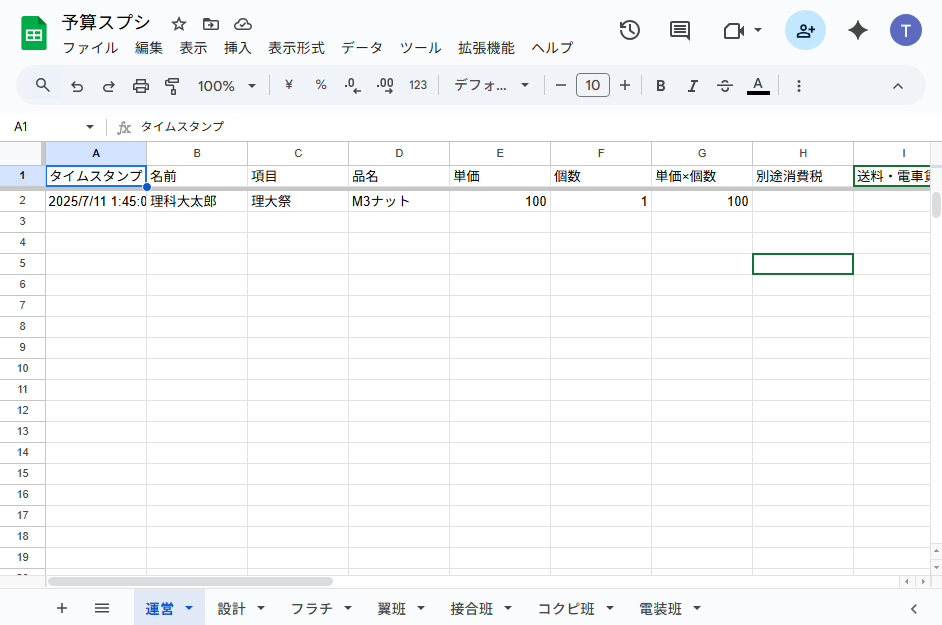 予算スプシ
ファイル 編集 表示 挿入 表示形式 データ ツール 拡張機能 ヘルプ
T
100% ¥ % .0 .00 123 デフォ... − 10 + B I S A
A1 fx タイムスタンプ
A B C D E F G H I
1 タイムスタンプ 名前 項目 品名 単価 個数 単価×個数 別途消費税 送料・電車
2 2025/7/11 1:45:0 理科大太郎 理大祭 M3ナット 100 1 100
3
4
5
6
7
8
9
10
11
12
13
14
15
16
17
18
19
+ 運営 設計 フラチ 翼班 接合班 コクピ班 電装班